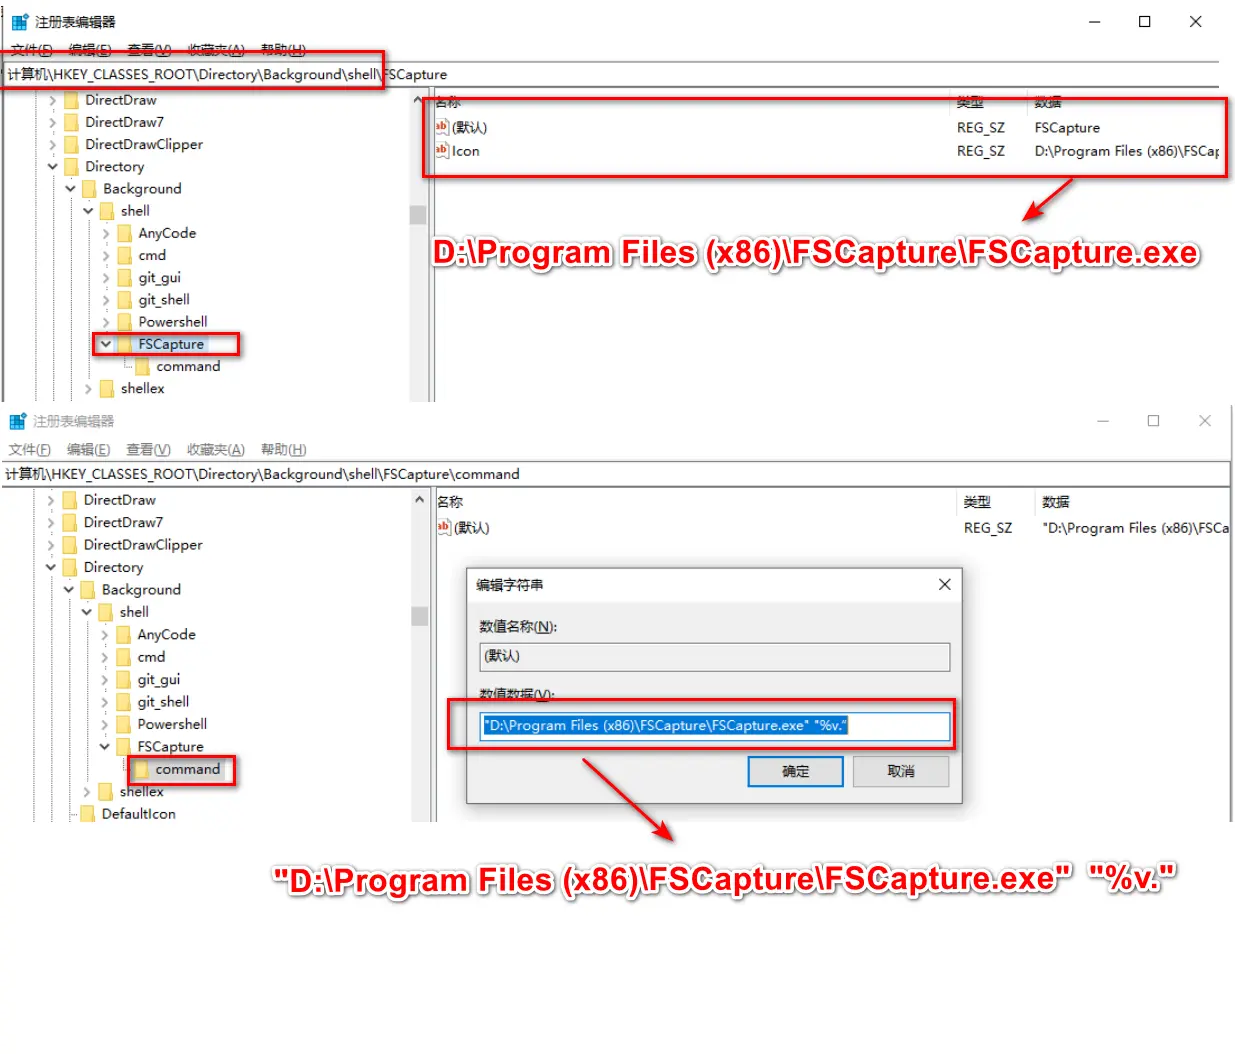 注册表编辑器
文件(F) 编辑(E) 查看(V) 收藏夹(A) 帮助(H)
计算机\HKEY_CLASSES_ROOT\Directory\Background\shell\FSCapture
DirectDraw
DirectDraw7
DirectDrawClipper
Directory
Background
shell
AnyCode
cmd
git_gui
git_shell
Powershell
FSCapture
command
shellex
名称 类型 数据
ab (默认) REG_SZ FSCapture
ab Icon REG_SZ D:\Program Files (x86)\FSCap
D:\Program Files (x86)\FSCapture\FSCapture.exe
注册表编辑器
文件(F) 编辑(E) 查看(V) 收藏夹(A) 帮助(H)
计算机\HKEY_CLASSES_ROOT\Directory\Background\shell\FSCapture\command
DirectDraw
DirectDraw7
DirectDrawClipper
Directory
Background
shell
AnyCode
cmd
git_gui
git_shell
Powershell
FSCapture
command
shellex
DefaultIcon
名称 类型 数据
ab (默认) REG_SZ "D:\Program Files (x86)\FSCa
编辑字符串
数值名称(N):
(默认)
数值数据(V):
"D:\Program Files (x86)\FSCapture\FSCapture.exe" "%v."
确定 取消
"D:\Program Files (x86)\FSCapture\FSCapture.exe" "%v."